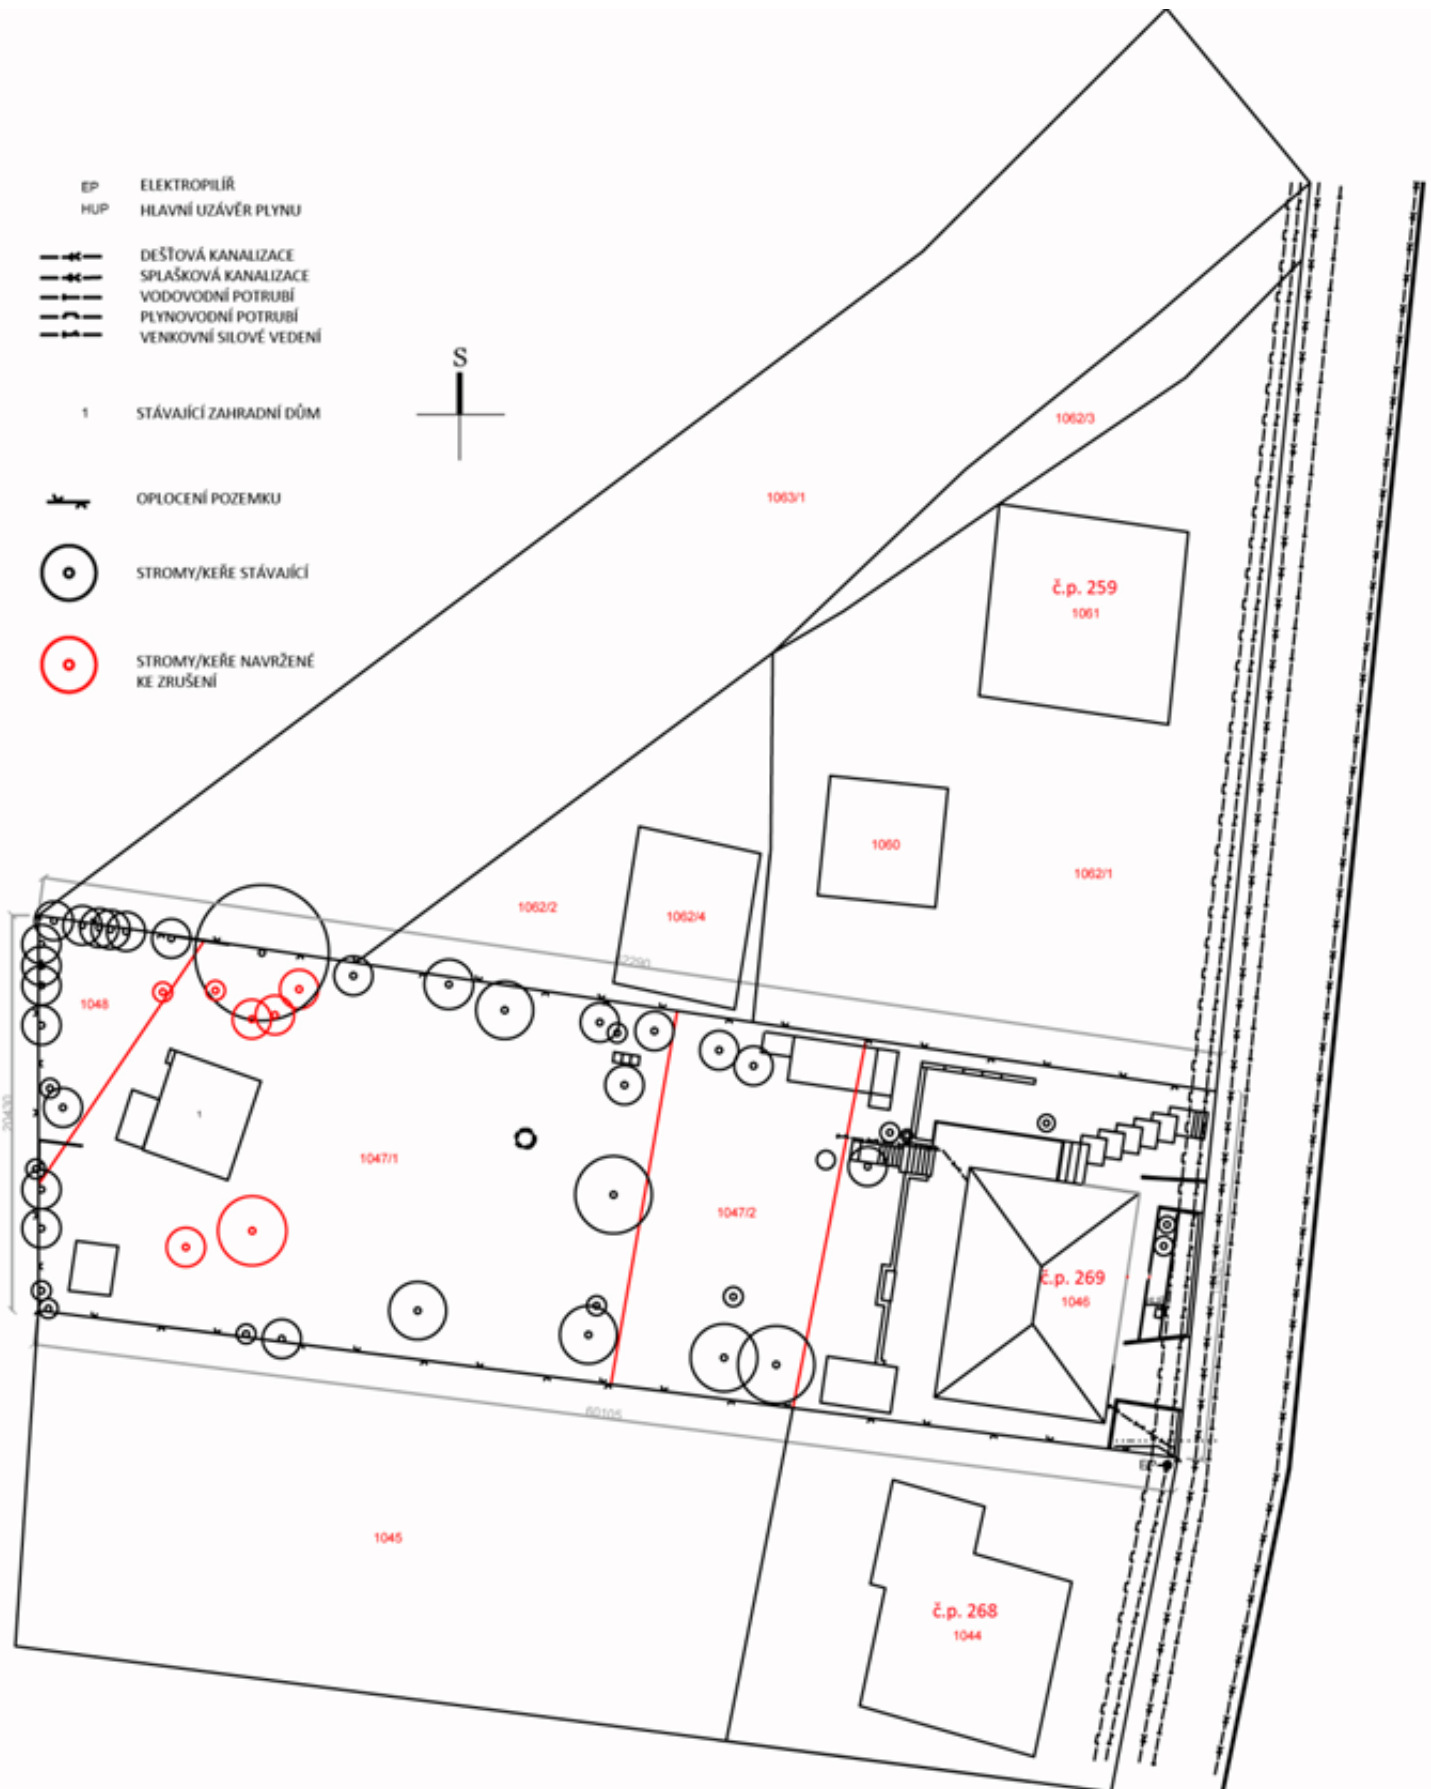 EP ELEKTROPILÍŘ
HUP HLAVNÍ UZÁVĚR PLYNU
DEŠŤOVÁ KANALIZACE
SPLAŠKOVÁ KANALIZACE
VODOVODNÍ POTRUBÍ
PLYNOVODNÍ POTRUBÍ
VENKOVNÍ SILOVÉ VEDENÍ
S
1 STÁVAJÍCÍ ZAHRADNÍ DŮM
OPLOCENÍ POZEMKU
STROMY/KEŘE STÁVAJÍCÍ
STROMY/KEŘE NAVRŽENÉ
KE ZRUŠENÍ
1062/3
1063/1
č.p. 259
1061
1060
1062/1
1062/2
1062/4
1048
20430
1
1047/1
1047/2
č.p. 269
1046
60105
EP
1045
č.p. 268
1044